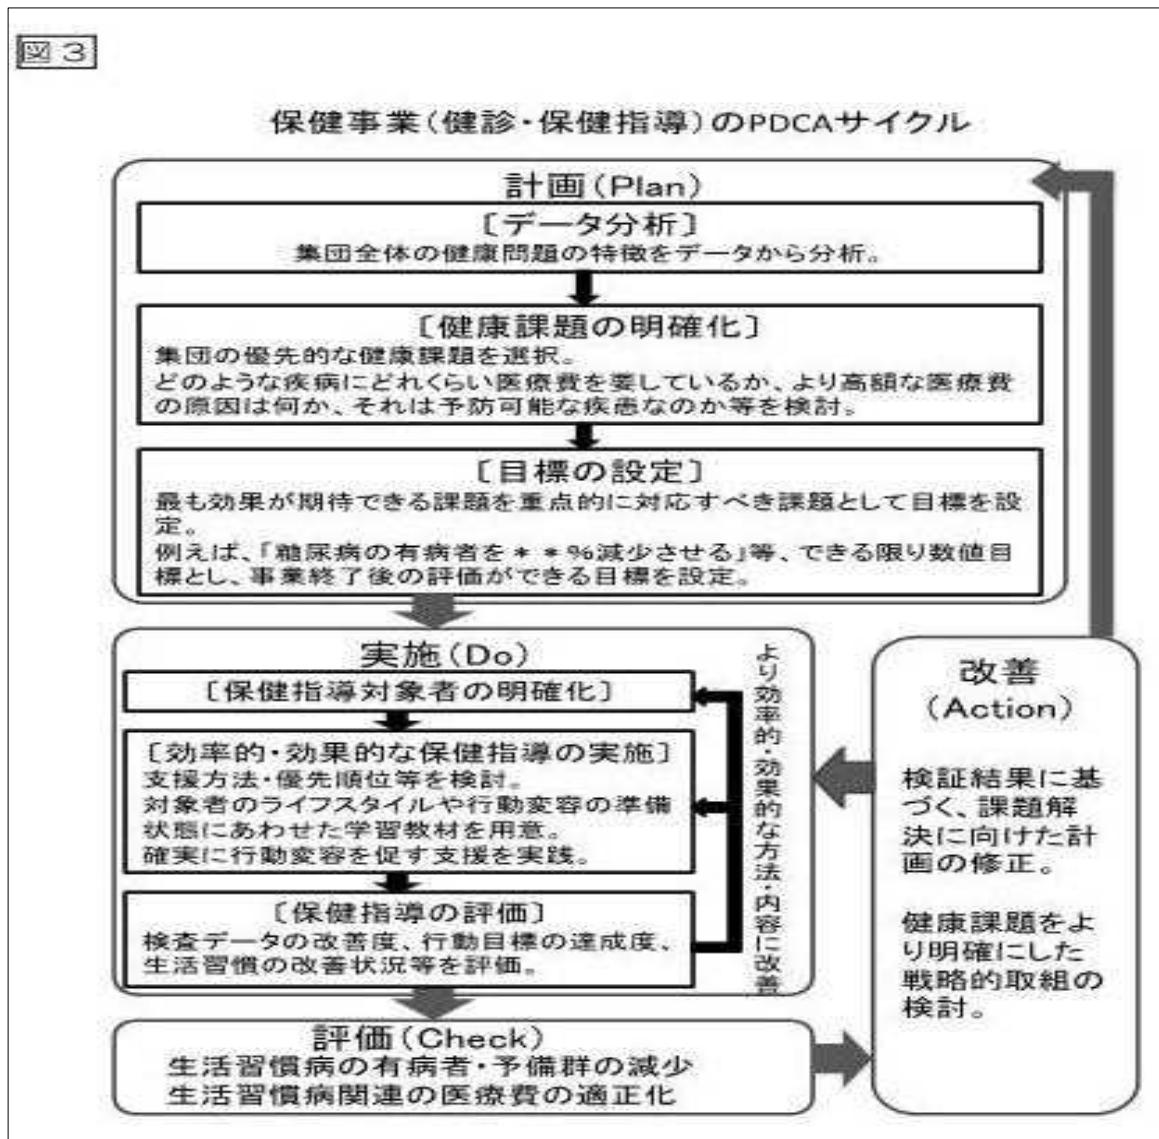 図3
保健事業(健診・保健指導)のPDCAサイクル
計画(Plan)
[データ分析]
集団全体の健康問題の特徴をデータから分析。
[健康課題の明確化]
集団の優先的な健康課題を選択。
どのような疾病にどれくらい医療費を要しているか、より高額な医療費
の原因は何か、それは予防可能な疾患なのか等を検討。
[目標の設定]
最も効果が期待できる課題を重点的に対応すべき課題として目標を設
定。
例えば、「糖尿病の有病者を**%減少させる」等、できる限り数値目
標とし、事業終了後の評価ができる目標を設定。
実施(Do)
[保健指導対象者の明確化]
[効率的・効果的な保健指導の実施]
支援方法・優先順位等を検討。
対象者のライフスタイルや行動変容の準備
状態にあわせた学習教材を用意。
確実に行動変容を促す支援を実践。
[保健指導の評価]
検査データの改善度、行動目標の達成度、
生活習慣の改善状況等を評価。
より効率的・効果的な方法・内容に改善
評価(Check)
生活習慣病の有病者・予備群の減少
生活習慣病関連の医療費の適正化
改善
(Action)
検証結果に基
づく、課題解
決に向けた計
画の修正。
健康課題をよ
り明確にした
戦略的取組の
検討。